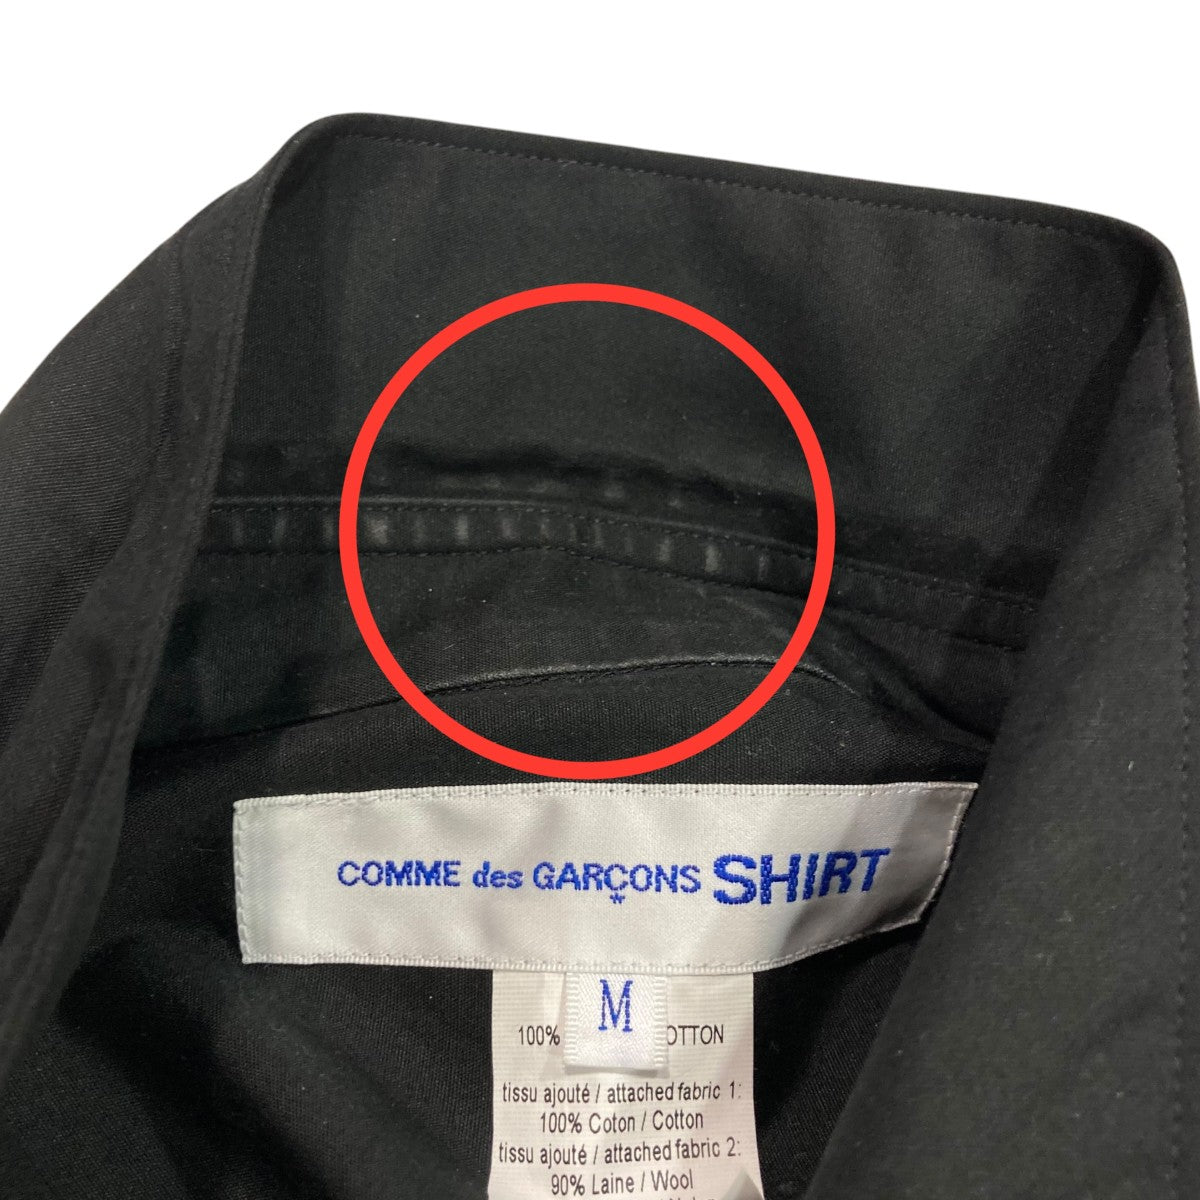 COMME des GARÇONS SHIRT
*
M
100% OTTON
tissu ajouté / attached fabric 1:
100% Coton / Cotton
tissu ajouté / attached fabric 2:
90% Laine / Wool